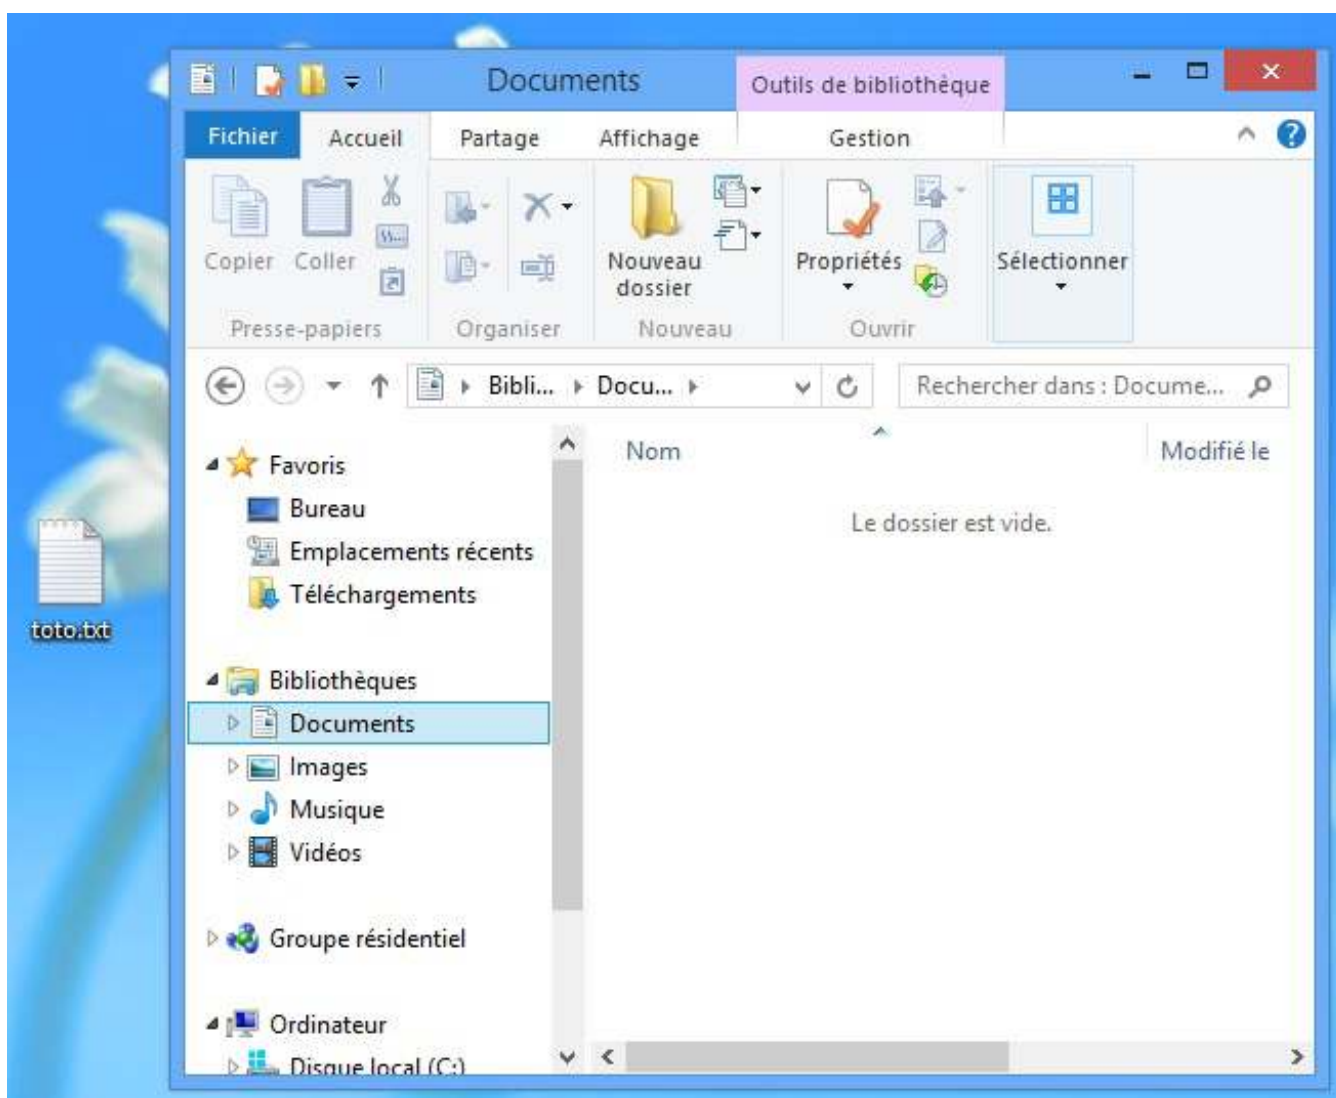 Documents
Outils de bibliothèque
Fichier
Accueil
Partage
Affichage
Gestion
Copier
Coller
Nouveau
dossier
Propriétés
Sélectionner
Presse-papiers
Organiser
Nouveau
Ouvrir
Bibli...
Docu...
Rechercher dans : Docume...
Nom
Modifié le
Le dossier est vide.
Favoris
Bureau
Emplacements récents
Téléchargements
toto.txt
Bibliothèques
Documents
Images
Musique
Vidéos
Groupe résidentiel
Ordinateur
Disque local (C:)